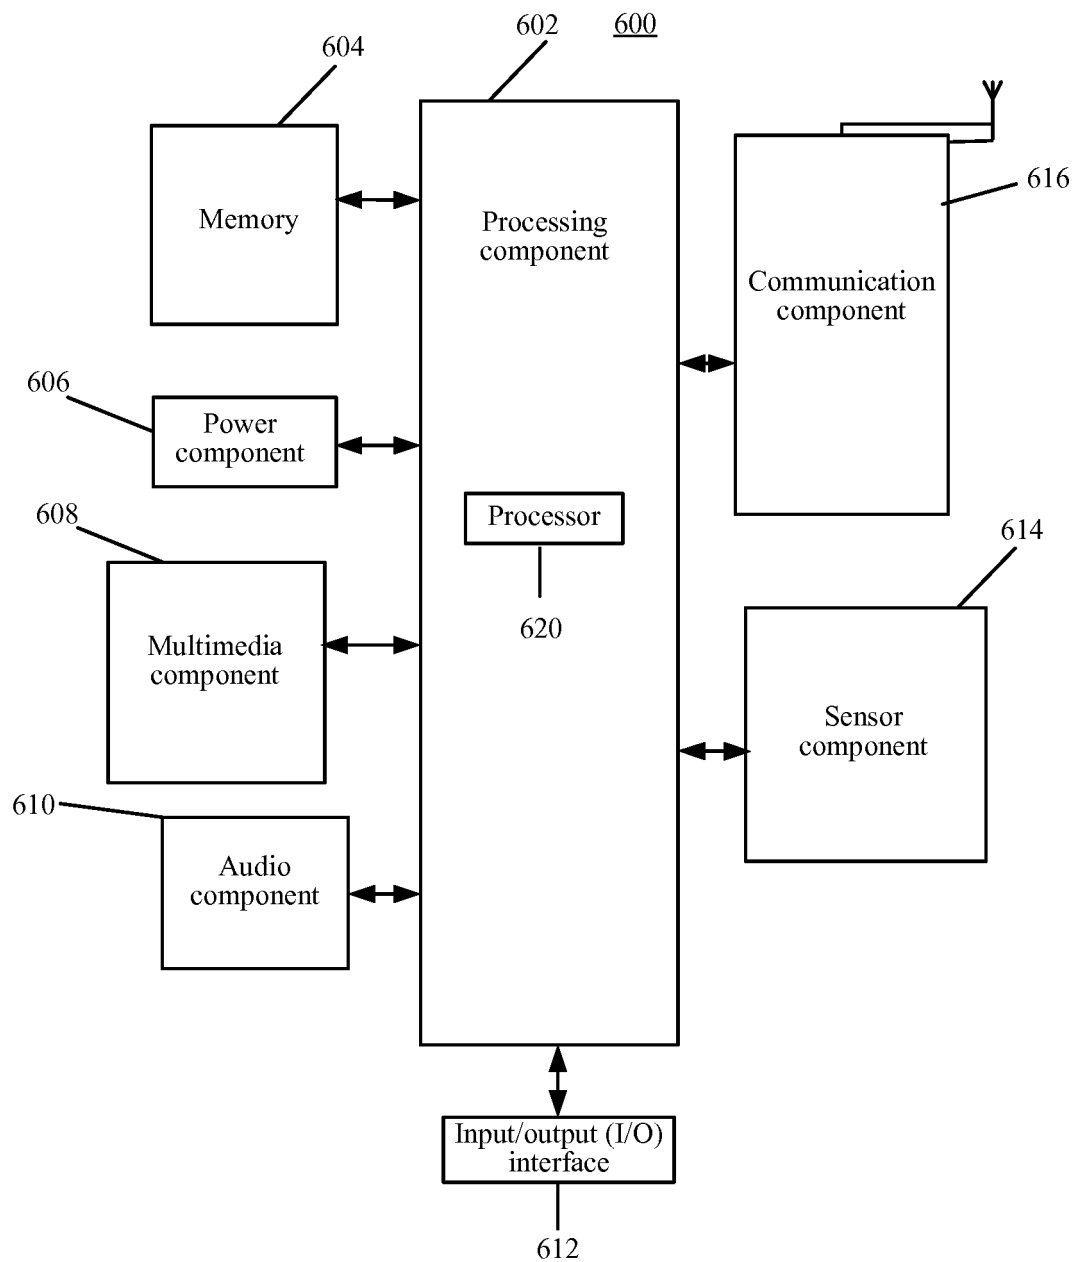 600
602
604
Memory
Processing
component
616
Communication
component
606
Power
component
608
Processor
620
614
Multimedia
component
Sensor
component
610
Audio
component
Input/output (I/O)
interface
612